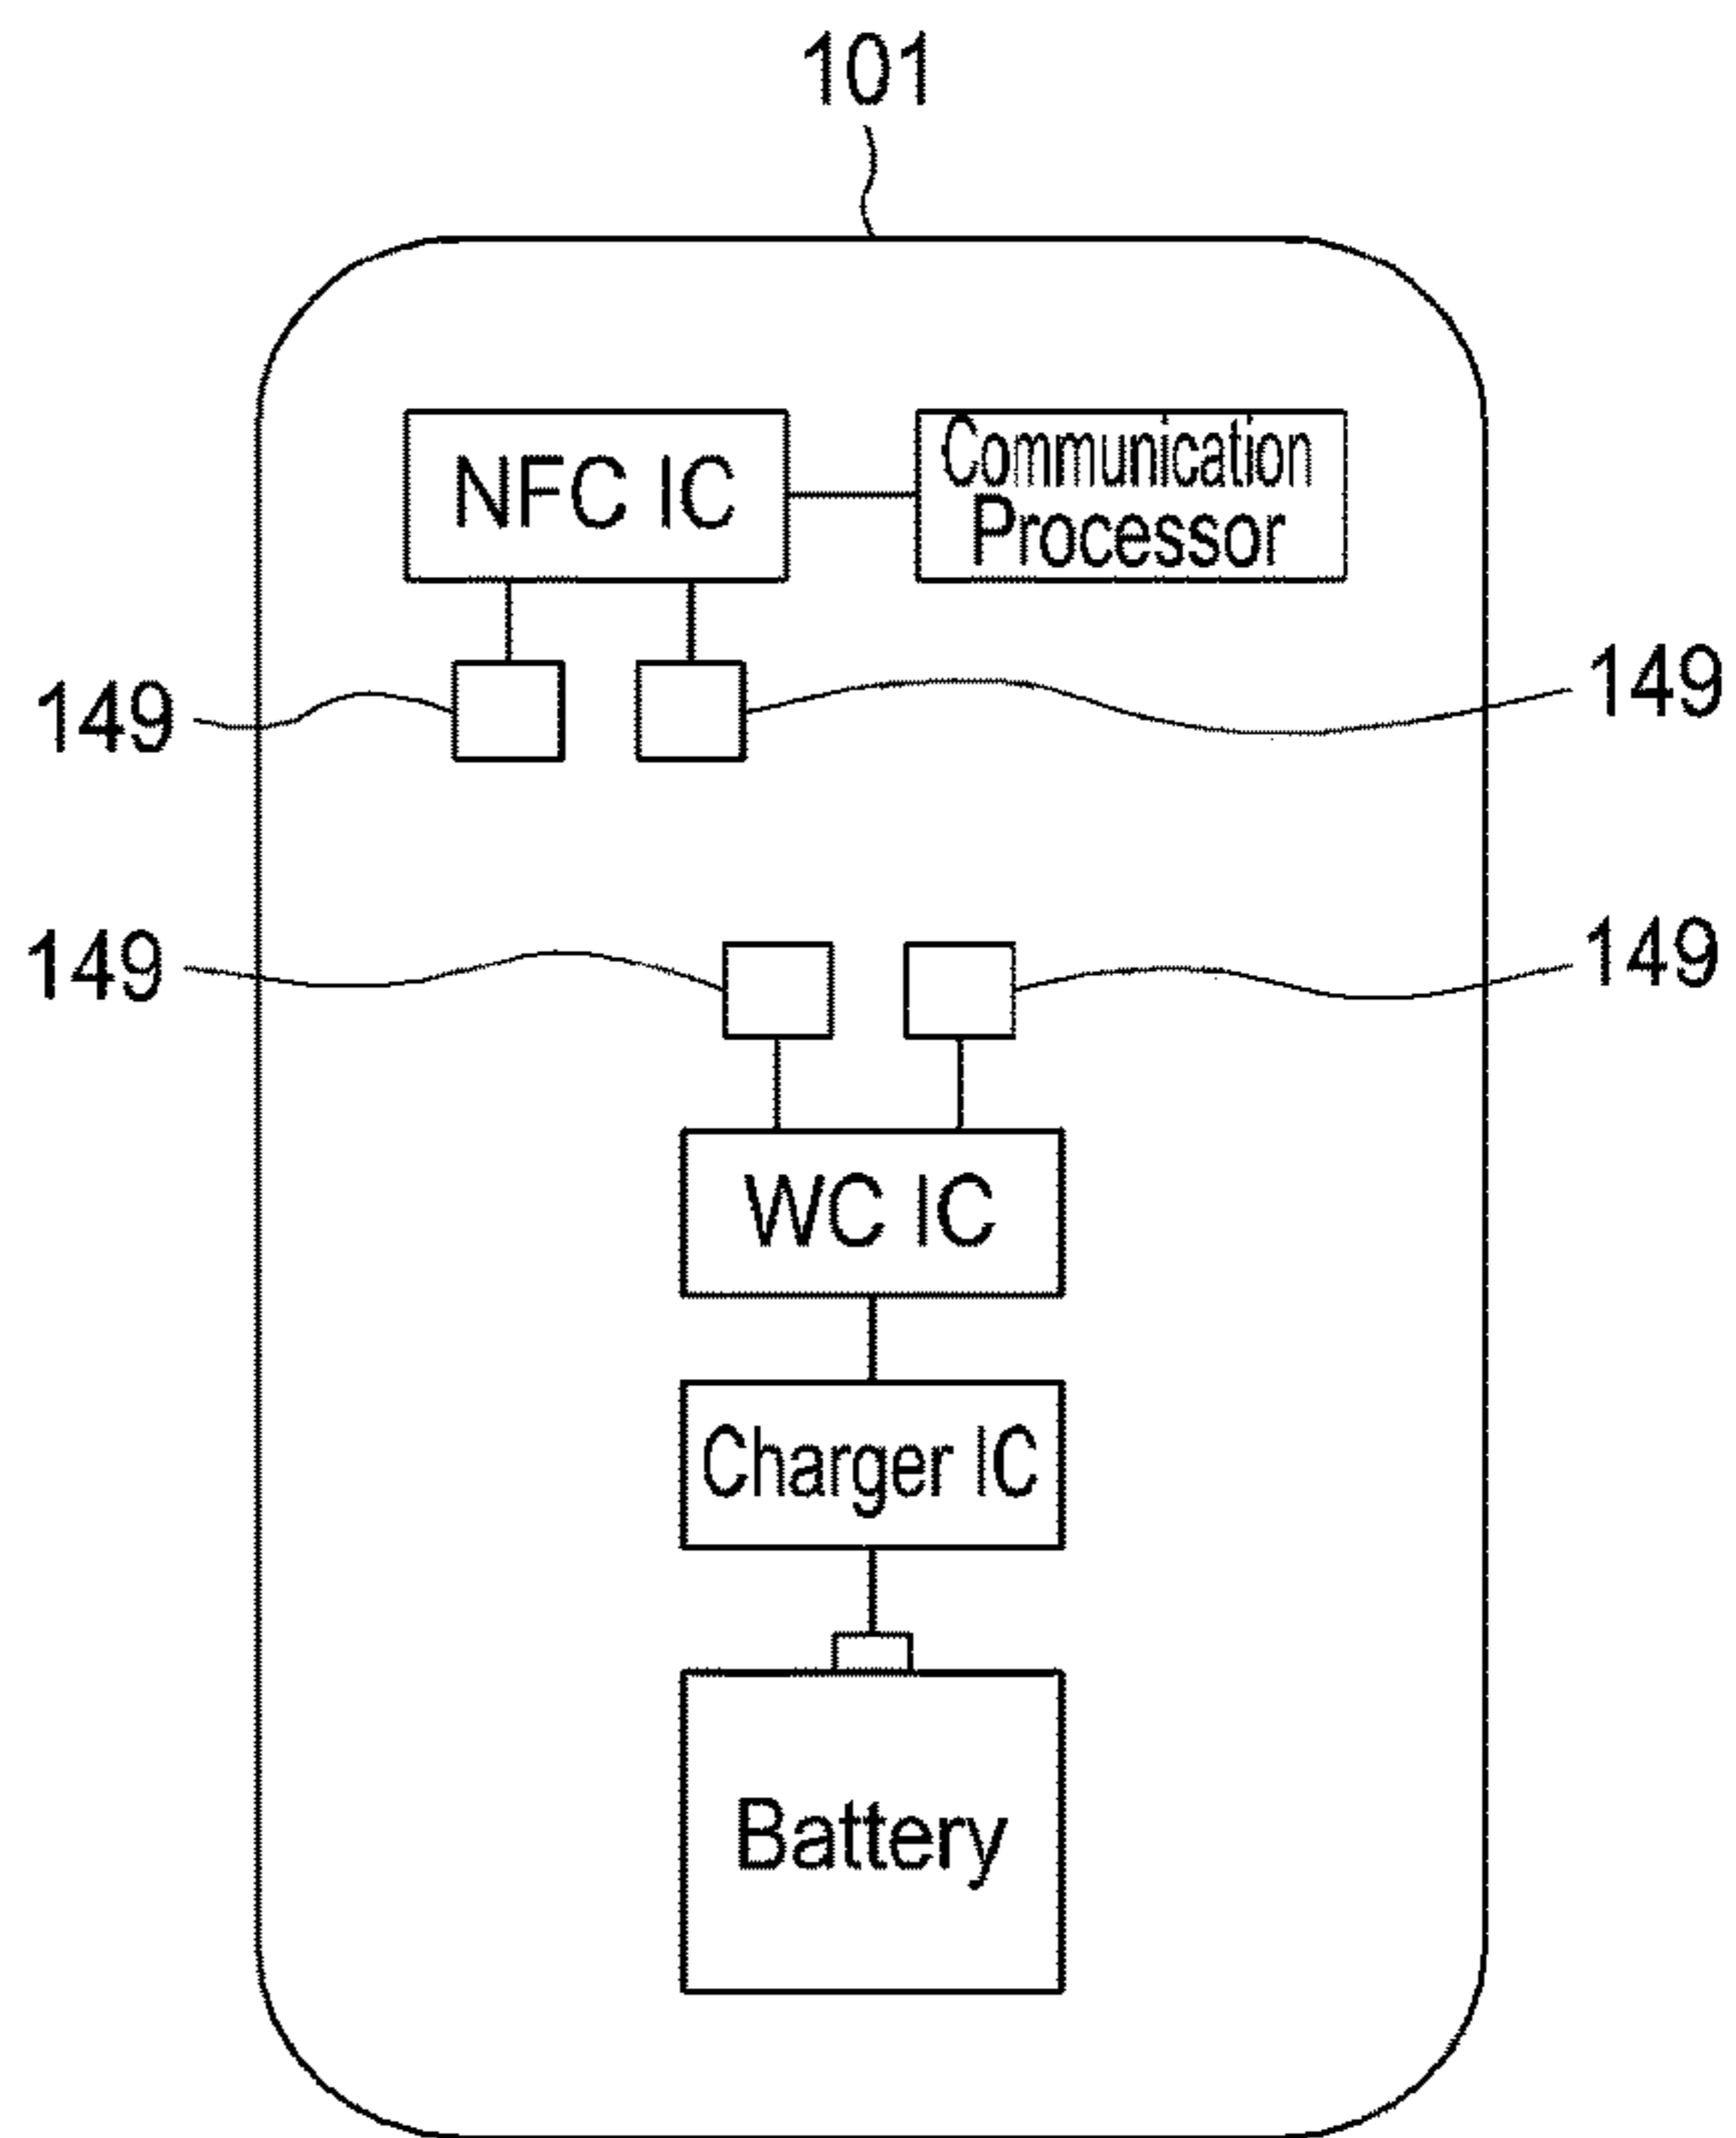 101
NFC IC
Communication
Processor
149
149
149
149
WC IC
Charger IC
Battery